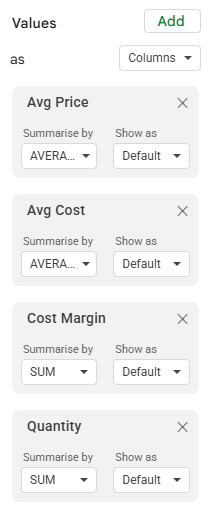 Values Add
as Columns
Avg Price
Summarise by Show as
AVERA... Default
Avg Cost
Summarise by Show as
AVERA... Default
Cost Margin
Summarise by Show as
SUM Default
Quantity
Summarise by Show as
SUM Default